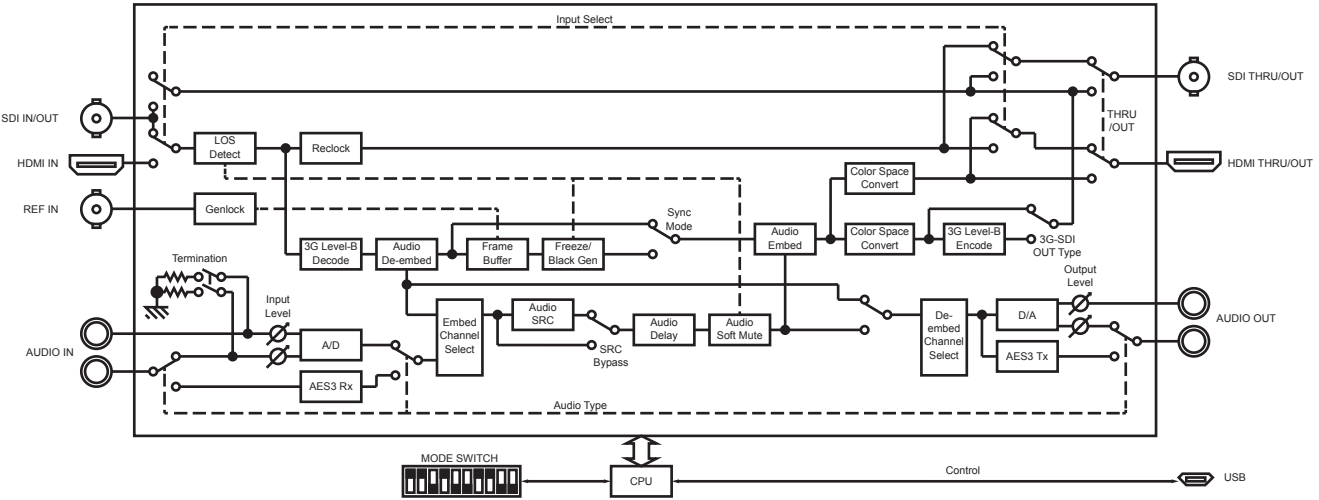 Input Select
SDI IN/OUT
SDI THRU/OUT
THRU
/OUT
LOS
Detect
Reclock
HDMI IN
HDMI THRU/OUT
Color Space
Convert
REF IN
Genlock
Sync
Mode
3G Level-B
Decode
Audio
De-embed
Frame
Buffer
Freeze/
Black Gen
Audio
Embed
Color Space
Convert
3G Level-B
Encode
3G-SDI
OUT Type
Termination
Input
Level
Output
Level
Embed
Channel
Select
Audio
SRC
SRC
Bypass
Audio
Delay
Audio
Soft Mute
De-
embed
Channel
Select
D/A
AUDIO OUT
AUDIO IN
A/D
AES3 Tx
AES3 Rx
Audio Type
MODE SWITCH
CPU
Control
USB